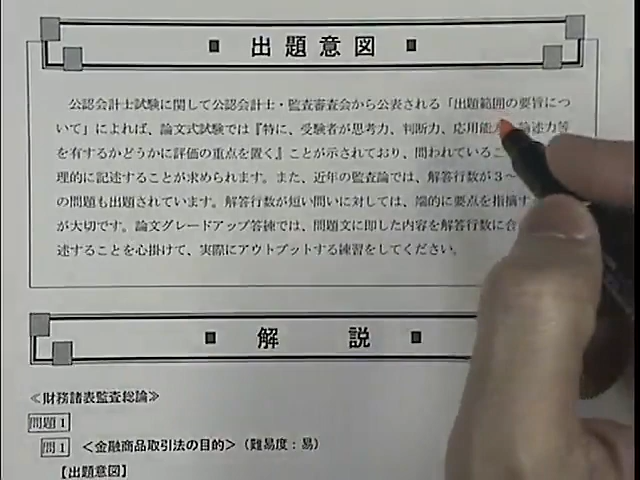 ■ 出題意図 ■
公認会計士試験に関して公認会計士・監査審査会から公表される「出題範囲の要旨につ
いて」によれば、論文式試験では『特に、受験者が思考力、判断力、応用能力、論述力等
を有するかどうかに評価の重点を置く』ことが示されており、問われているこ
理的に記述することが求められます。また、近年の監査論では、解答行数が3～
の問題も出題されています。解答行数が短い問いに対しては、端的に要点を指摘す
が大切です。論文グレードアップ答練では、問題文に即した内容を解答行数に合
述することを心掛けて、実際にアウトプットする練習をしてください。
■ 解 説 ■
≪財務諸表監査総論≫
問題1
問1 ＜金融商品取引法の目的＞（難易度：易）
【出題意図】